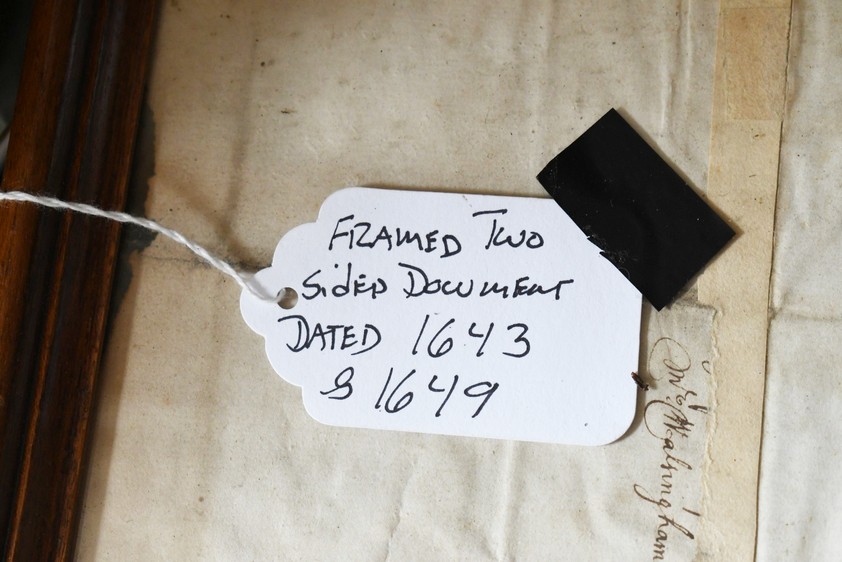 FRAMED TWO
SIDED DOCUMENT
DATED 1643
& 1649